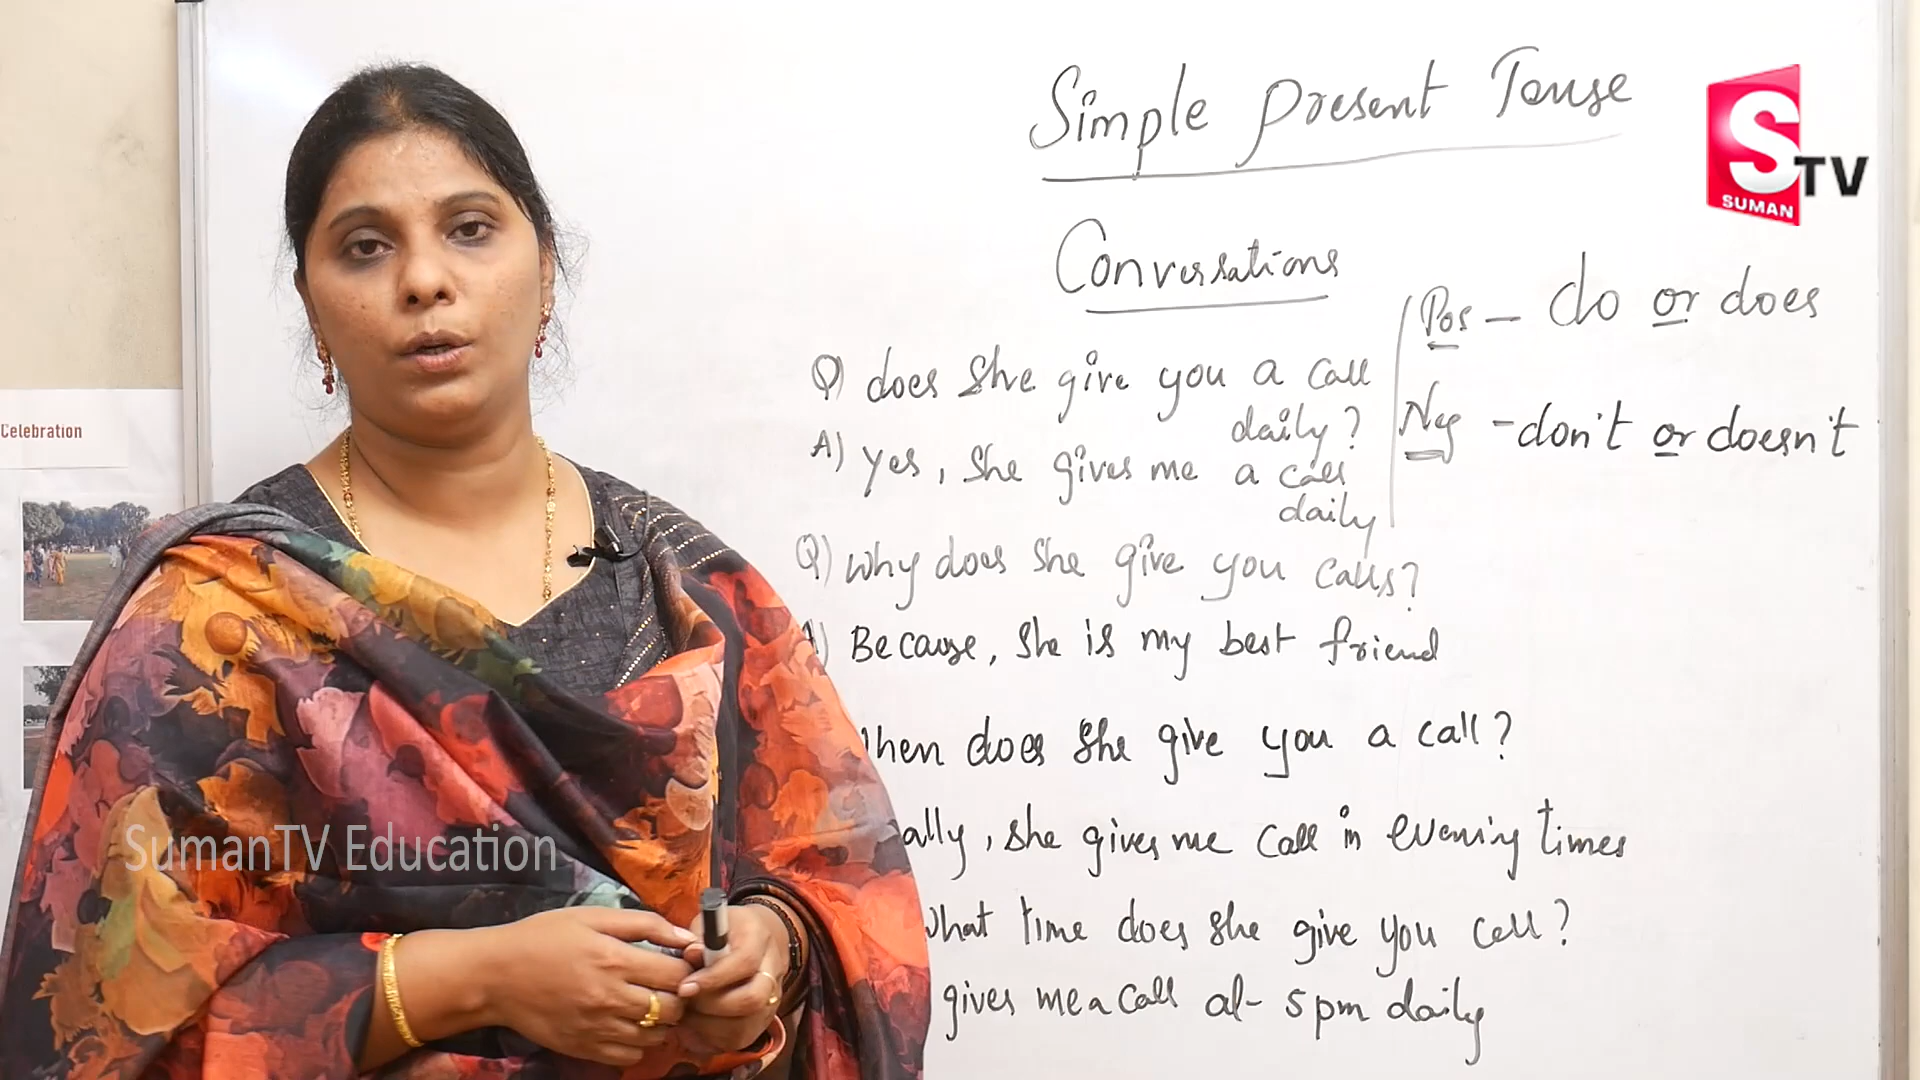 Simple present Tense
S TV
SUMAN
Conversations
Pos - do or does
Q) does she give you a call
daily?
Neg - don't or doesn't
A) yes, she gives me a call
daily
Q) why does she give you calls?
Celebration
) Because, she is my best friend
hen does she give you a call?
ally, she gives me call in evening times
SumanTV Education
what time does she give you call?
gives me a call at 5 pm daily